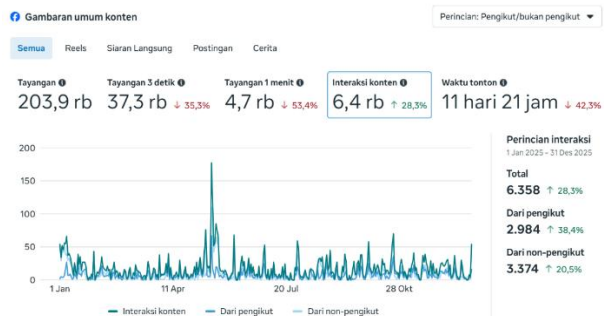 Gambaran umum konten
Perincian: Pengikut/bukan pengikut
Semua Reels Siaran Langsung Postingan Cerita
Tayangan Tayangan 3 detik Tayangan 1 menit Interaksi konten Waktu tonton
203,9 rb 37,3 rb ↓ 35,3% 4,7 rb ↓ 53,4% 6,4 rb ↑ 28,3% 11 hari 21 jam ↓ 42,3%
Perincian interaksi
1 Jan 2025 - 31 Des 2025
Total
6.358 ↑ 28,3%
Dari pengikut
2.984 ↑ 38,4%
Dari non-pengikut
3.374 ↑ 20,5%
200
150
100
50
0
1 Jan 11 Apr 20 Jul 28 Okt
Interaksi konten Dari pengikut Dari non-pengikut